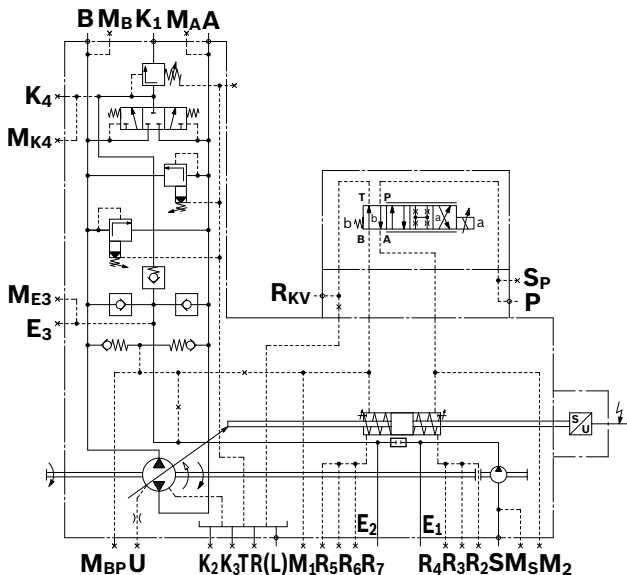 B MB K1 MA A
K4
MK4
T P
b b a a
B A
SP
P
RKV
ME3
E3
S
U
E2 E1
MBP U K2 K3 T R(L) M1 R5 R6 R7 R4 R3 R2 S MS M2